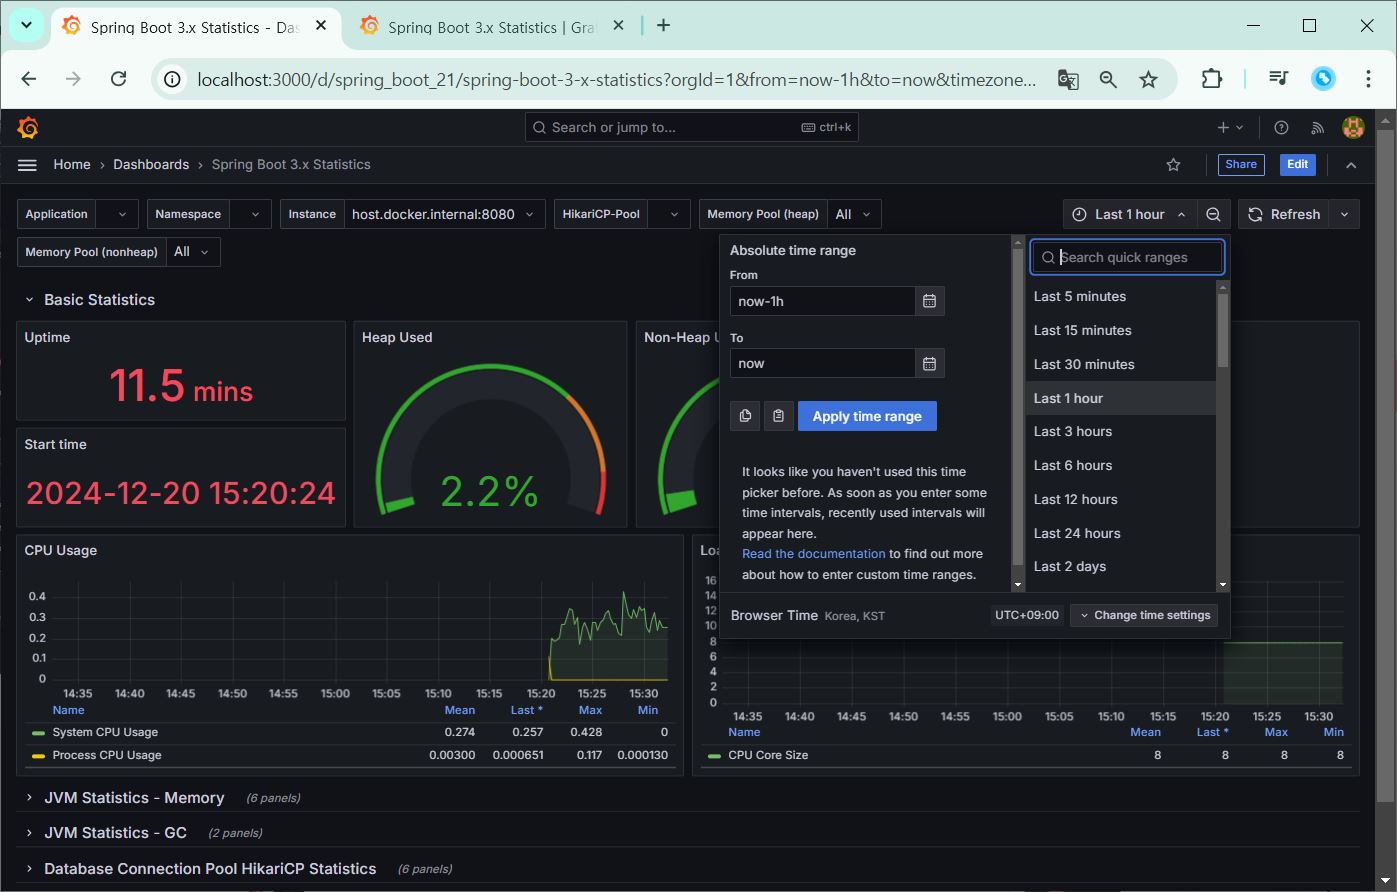 Spring Boot 3.x Statistics - Das
Spring Boot 3.x Statistics | Gra
localhost:3000/d/spring_boot_21/spring-boot-3-x-statistics?orgId=1&from=now-1h&to=now&timezone...
Search or jump to... ctrl+k
Home › Dashboards › Spring Boot 3.x Statistics
Share
Edit
Application
Namespace
Instance host.docker.internal:8080
HikariCP-Pool
Memory Pool (heap) All
Last 1 hour
Refresh
Memory Pool (nonheap) All
Absolute time range
From
now-1h
To
now
Apply time range
It looks like you haven't used this time
picker before. As soon as you enter some
time intervals, recently used intervals will
appear here.
Read the documentation to find out more
about how to enter custom time ranges.
Search quick ranges
Last 5 minutes
Last 15 minutes
Last 30 minutes
Last 1 hour
Last 3 hours
Last 6 hours
Last 12 hours
Last 24 hours
Last 2 days
Browser Time Korea, KST
UTC+09:00
Change time settings
Basic Statistics
Uptime
11.5 mins
Start time
2024-12-20 15:20:24
Heap Used
2.2%
Non-Heap
CPU Usage
0.4
0.3
0.2
0.1
0
14:35 14:40 14:45 14:50 14:55 15:00 15:05 15:10 15:15 15:20 15:25 15:30
Name Mean Last * Max Min
System CPU Usage 0.274 0.257 0.428 0
Process CPU Usage 0.00300 0.000651 0.117 0.000130
16
14
12
10
8
6
4
2
0
14:35 14:40 14:45 14:50 14:55 15:00 15:05 15:10 15:15 15:20 15:25 15:30
Name Mean Last * Max Min
CPU Core Size 8 8 8 8
JVM Statistics - Memory (6 panels)
JVM Statistics - GC (2 panels)
Database Connection Pool HikariCP Statistics (6 panels)